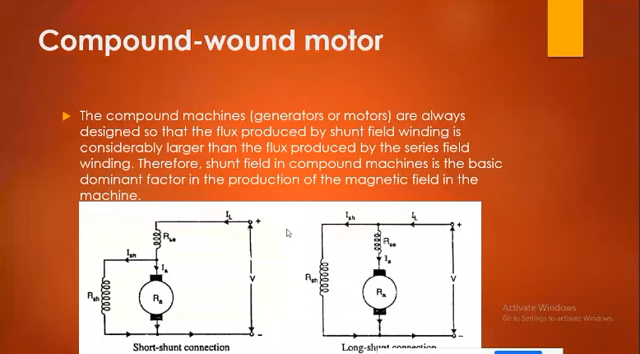 Compound-wound motor
The compound machines (generators or motors) are always
designed so that the flux produced by shunt field winding is
considerably larger than the flux produced by the series field
winding. Therefore, shunt field in compound machines is the basic
dominant factor in the production of the magnetic field in the
machine.
IL
+
Rse
Ish
Ia
Rsh
Ra
V
−
Short-shunt connection
Ish
IL
+
Rse
Ia
Rsh
Ra
V
−
Long-shunt connection
Activate Windows
Go to Settings to activate Windows.